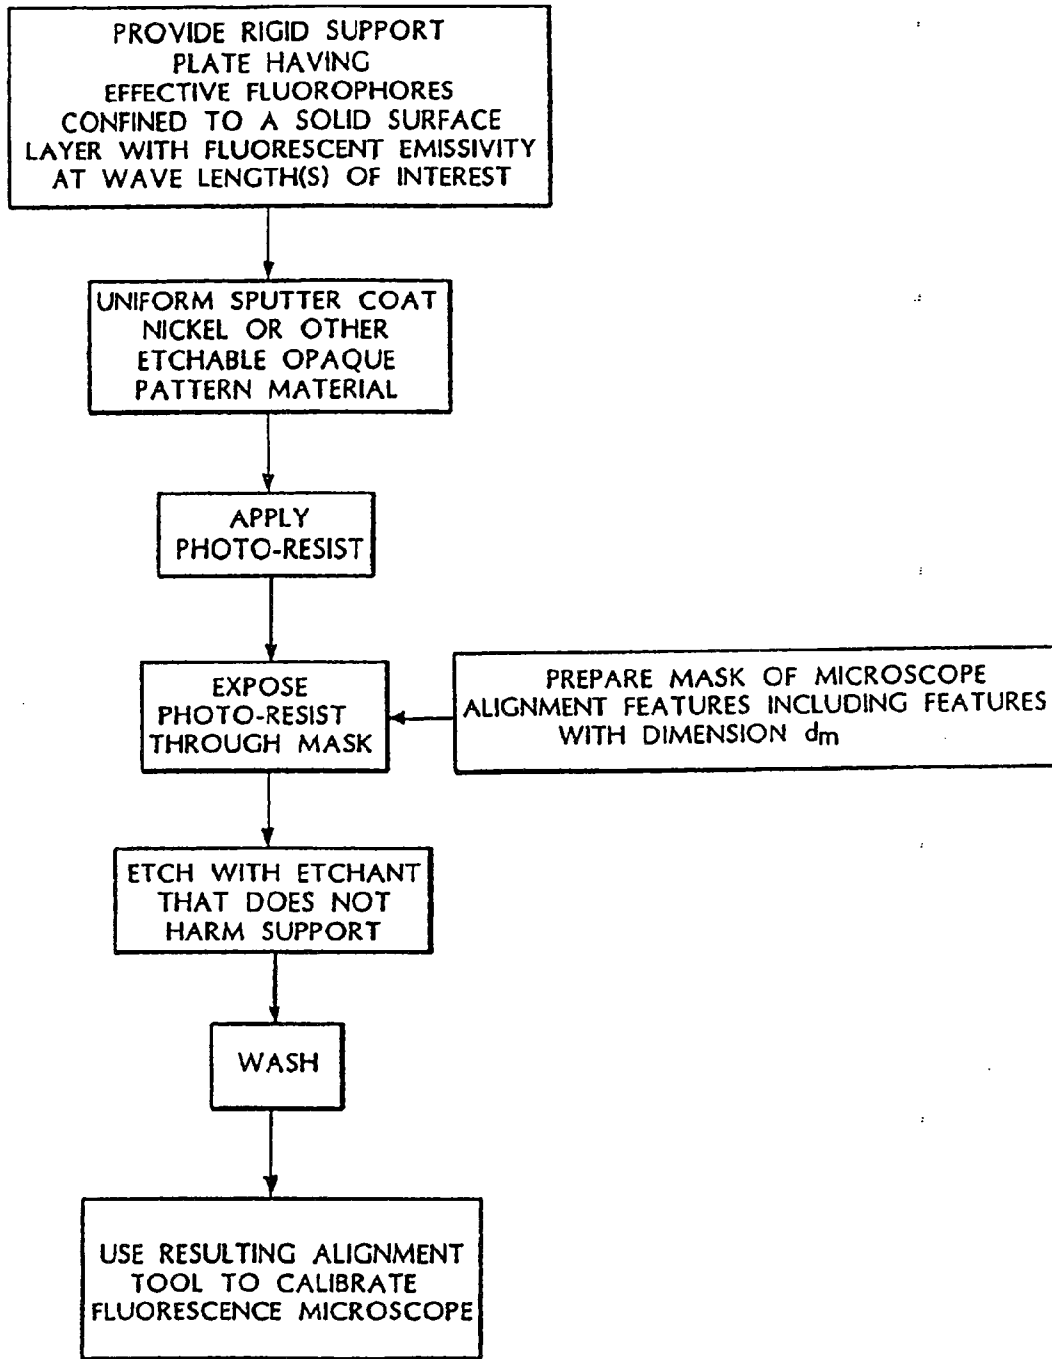 PROVIDE RIGID SUPPORT
PLATE HAVING
EFFECTIVE FLUOROPHORES
CONFINED TO A SOLID SURFACE
LAYER WITH FLUORESCENT EMISSIVITY
AT WAVE LENGTH(S) OF INTEREST
UNIFORM SPUTTER COAT
NICKEL OR OTHER
ETCHABLE OPAQUE
PATTERN MATERIAL
APPLY
PHOTO-RESIST
EXPOSE
PHOTO-RESIST
THROUGH MASK
PREPARE MASK OF MICROSCOPE
ALIGNMENT FEATURES INCLUDING FEATURES
WITH DIMENSION dm
ETCH WITH ETCHANT
THAT DOES NOT
HARM SUPPORT
WASH
USE RESULTING ALIGNMENT
TOOL TO CALIBRATE
FLUORESCENCE MICROSCOPE